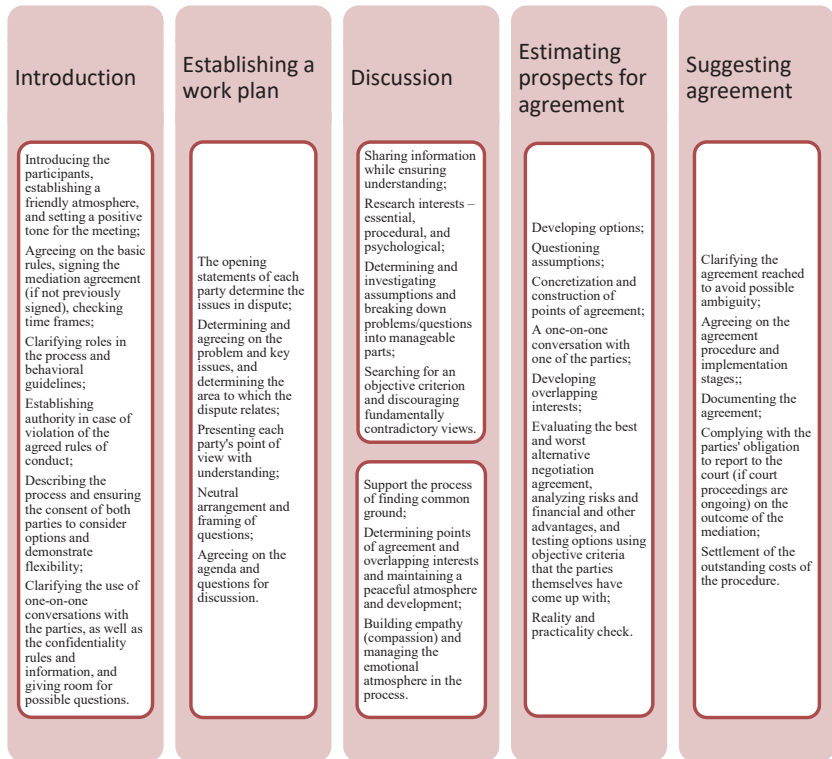 Introduction
Introducing the
participants,
establishing a
friendly atmosphere,
and setting a positive
tone for the meeting;
Agreeing on the basic
rules, signing the
mediation agreement
(if not previously
signed), checking
time frames;
Clarifying roles in
the process and
behavioral
guidelines;
Establishing
authority in case of
violation of the
agreed rules of
conduct;
Describing the
process and ensuring
the consent of both
parties to consider
options and
demonstrate
flexibility;
Clarifying the use of
one-on-one
conversations with
the parties, as well as
the confidentiality
rules and
information, and
giving room for
possible questions.
Establishing a
work plan
The opening
statements of each
party determine the
issues in dispute;
Determining and
agreeing on the
problem and key
issues, and
determining the
area to which the
dispute relates;
Presenting each
party's point of
view with
understanding;
Neutral
arrangement and
framing of
questions;
Agreeing on the
agenda and
questions for
discussion.
Discussion
Sharing information
while ensuring
understanding;
Research interests –
essential,
procedural, and
psychological;
Determining and
investigating
assumptions and
breaking down
problems/questions
into manageable
parts;
Searching for an
objective criterion
and discouraging
fundamentally
contradictory views.
Support the process
of finding common
ground;
Determining points
of agreement and
overlapping interests
and maintaining a
peaceful atmosphere
and development;
Building empathy
(compassion) and
managing the
emotional
atmosphere in the
process.
Estimating
prospects for
agreement
Developing options;
Questioning
assumptions;
Concretization and
construction of
points of agreement;
A one-on-one
conversation with
one of the parties;
Developing
overlapping
interests;
Evaluating the best
and worst
alternative
negotiation
agreement,
analyzing risks and
financial and other
advantages, and
testing options using
objective criteria
that the parties
themselves have
come up with;
Reality and
practicality check.
Suggesting
agreement
Clarifying the
agreement reached
to avoid possible
ambiguity;
Agreeing on the
agreement
procedure and
implementation
stages;;
Documenting the
agreement;
Complying with the
parties' obligation
to report to the
court (if court
proceedings are
ongoing) on the
outcome of the
mediation;
Settlement of the
outstanding costs of
the procedure.